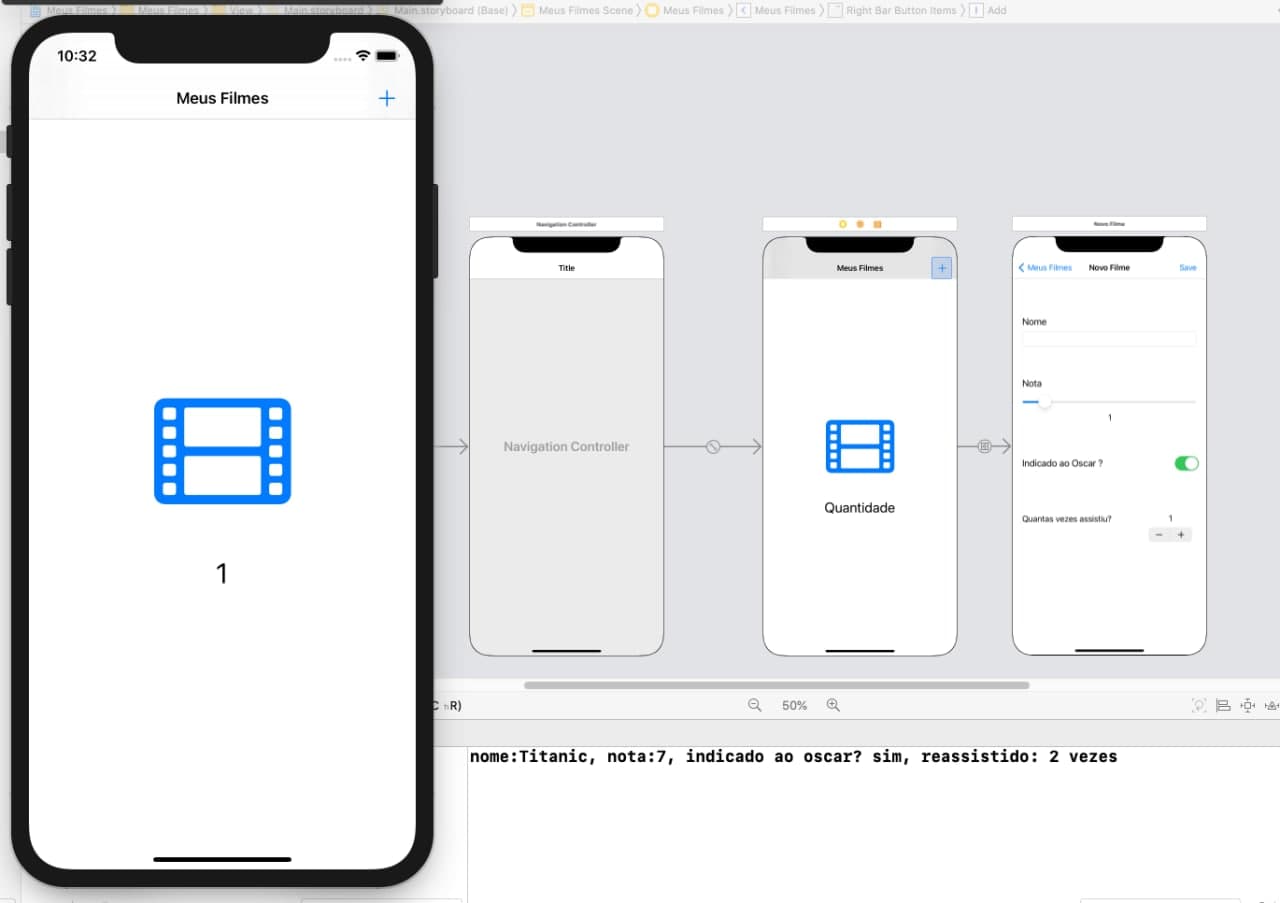 Meus Filmes Meus Filmes View Main.storyboard Main.storyboard (Base) Meus Filmes Scene Meus Filmes Meus Filmes Right Bar Button Items Add
10:32
Meus Filmes +
1
Navigation Controller
Title
Navigation Controller
Meus Filmes +
Quantidade
Novo Filme
Meus Filmes Novo Filme Save
Nome
Nota
1
Indicado ao Oscar ?
Quantas vezes assistiu? 1
− +
R) 50%
nome:Titanic, nota:7, indicado ao oscar? sim, reassistido: 2 vezes